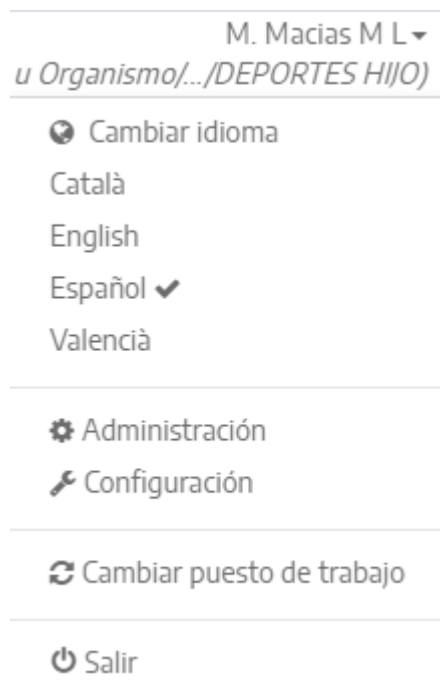 M. Macias M L
u Organismo/.../DEPORTES HIJO)
Cambiar idioma
Català
English
Español
Valencià
Administración
Configuración
Cambiar puesto de trabajo
Salir